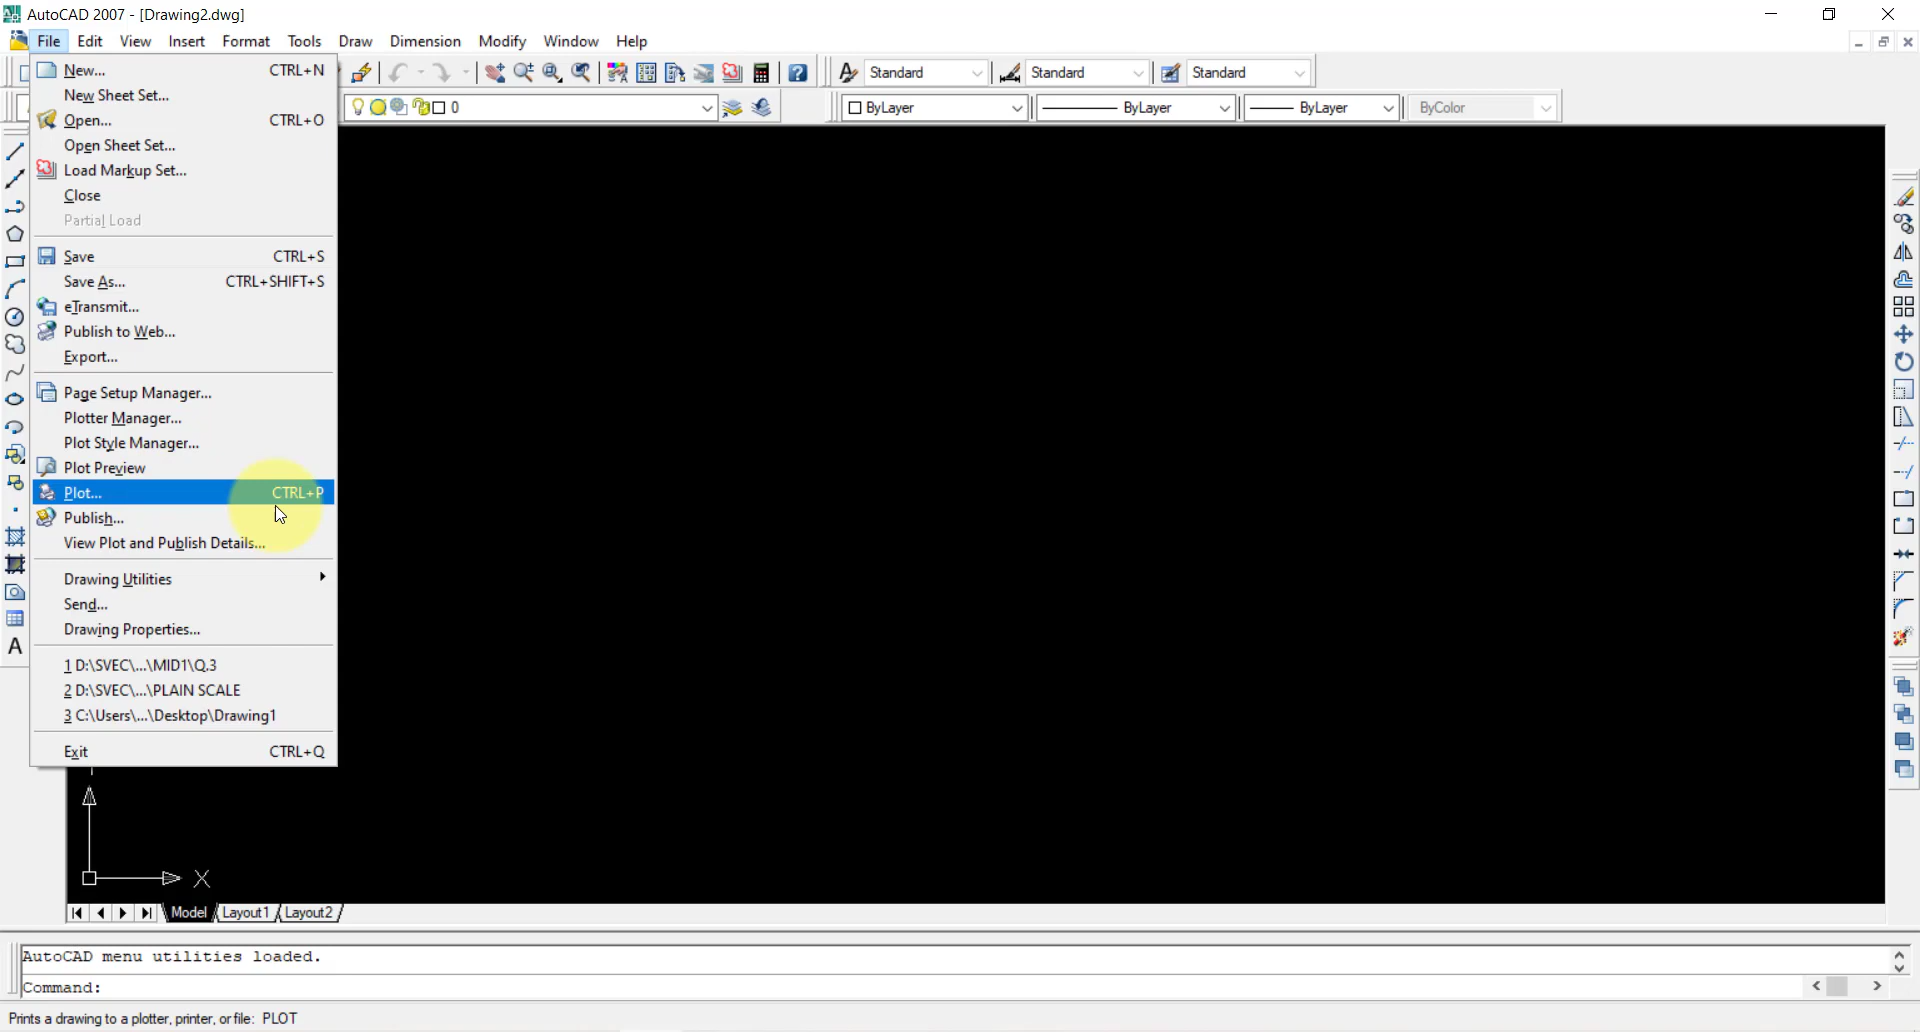 AutoCAD 2007 - [Drawing2.dwg]
File Edit View Insert Format Tools Draw Dimension Modify Window Help
New... CTRL+N
Standard Standard Standard
New Sheet Set...
0 ByLayer ByLayer ByLayer ByColor
Open... CTRL+O
Open Sheet Set...
Load Markup Set...
Close
Partial Load
Save CTRL+S
Save As... CTRL+SHIFT+S
eTransmit...
Publish to Web...
Export...
Page Setup Manager...
Plotter Manager...
Plot Style Manager...
Plot Preview
Plot... CTRL+P
Publish...
View Plot and Publish Details...
Drawing Utilities
Send...
Drawing Properties...
A
1 D:\SVEC\...\MID1\Q.3
2 D:\SVEC\...\PLAIN SCALE
3 C:\Users\...\Desktop\Drawing1
Exit CTRL+Q
X
Model Layout1 Layout2
AutoCAD menu utilities loaded.
Command:
Prints a drawing to a plotter, printer, or file: PLOT